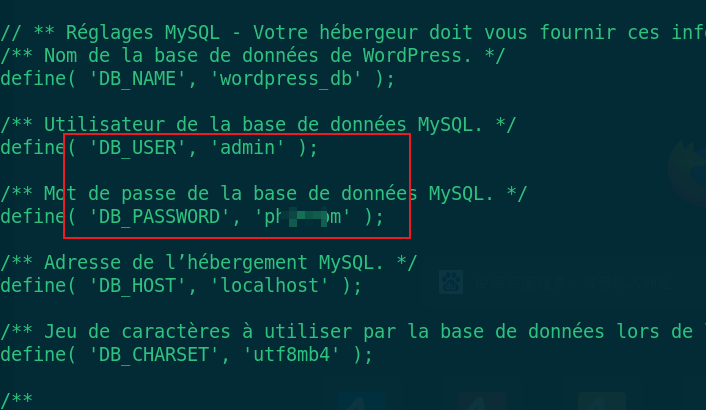 // ** Réglages MySQL - Votre hébergeur doit vous fournir ces inf
/** Nom de la base de données de WordPress. */
define( 'DB_NAME', 'wordpress_db' );
/** Utilisateur de la base de données MySQL. */
define( 'DB_USER', 'admin' );
/** Mot de passe de la base de données MySQL. */
define( 'DB_PASSWORD', ' ' );
/** Adresse de l’hébergement MySQL. */
define( 'DB_HOST', 'localhost' );
/** Jeu de caractères à utiliser par la base de données lors de
define( 'DB_CHARSET', 'utf8mb4' );
/**